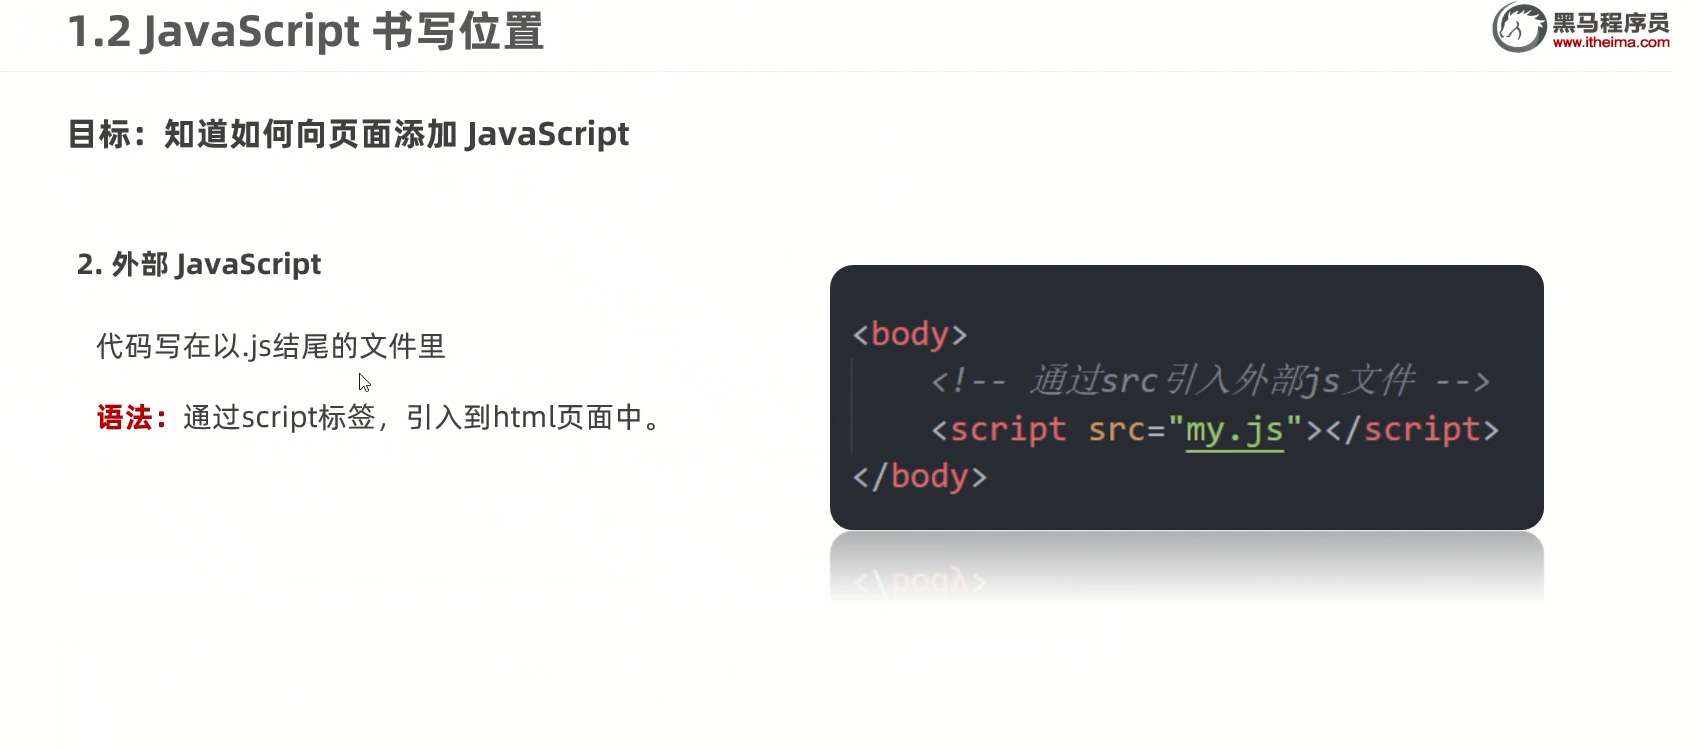 1.2 JavaScript 书写位置
黑马程序员
www.itheima.com
目标：知道如何向页面添加 JavaScript
2. 外部 JavaScript
代码写在以.js结尾的文件里
语法：通过script标签，引入到html页面中。
<body>
<!-- 通过src引入外部js文件 -->
<script src="my.js"></script>
</body>